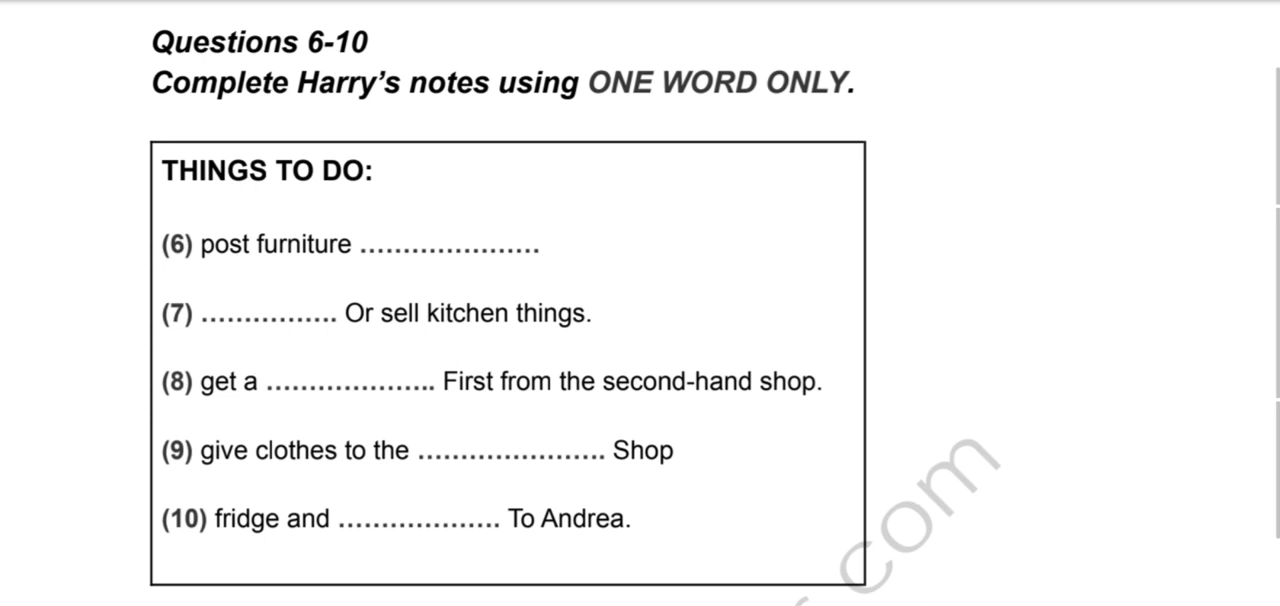 Questions 6-10
Complete Harry's notes using ONE WORD ONLY.
THINGS TO DO:
(6) post furniture .....................
(7) ................ Or sell kitchen things.
(8) get a .................... First from the second-hand shop.
(9) give clothes to the ...................... Shop
(10) fridge and ................... To Andrea.
com